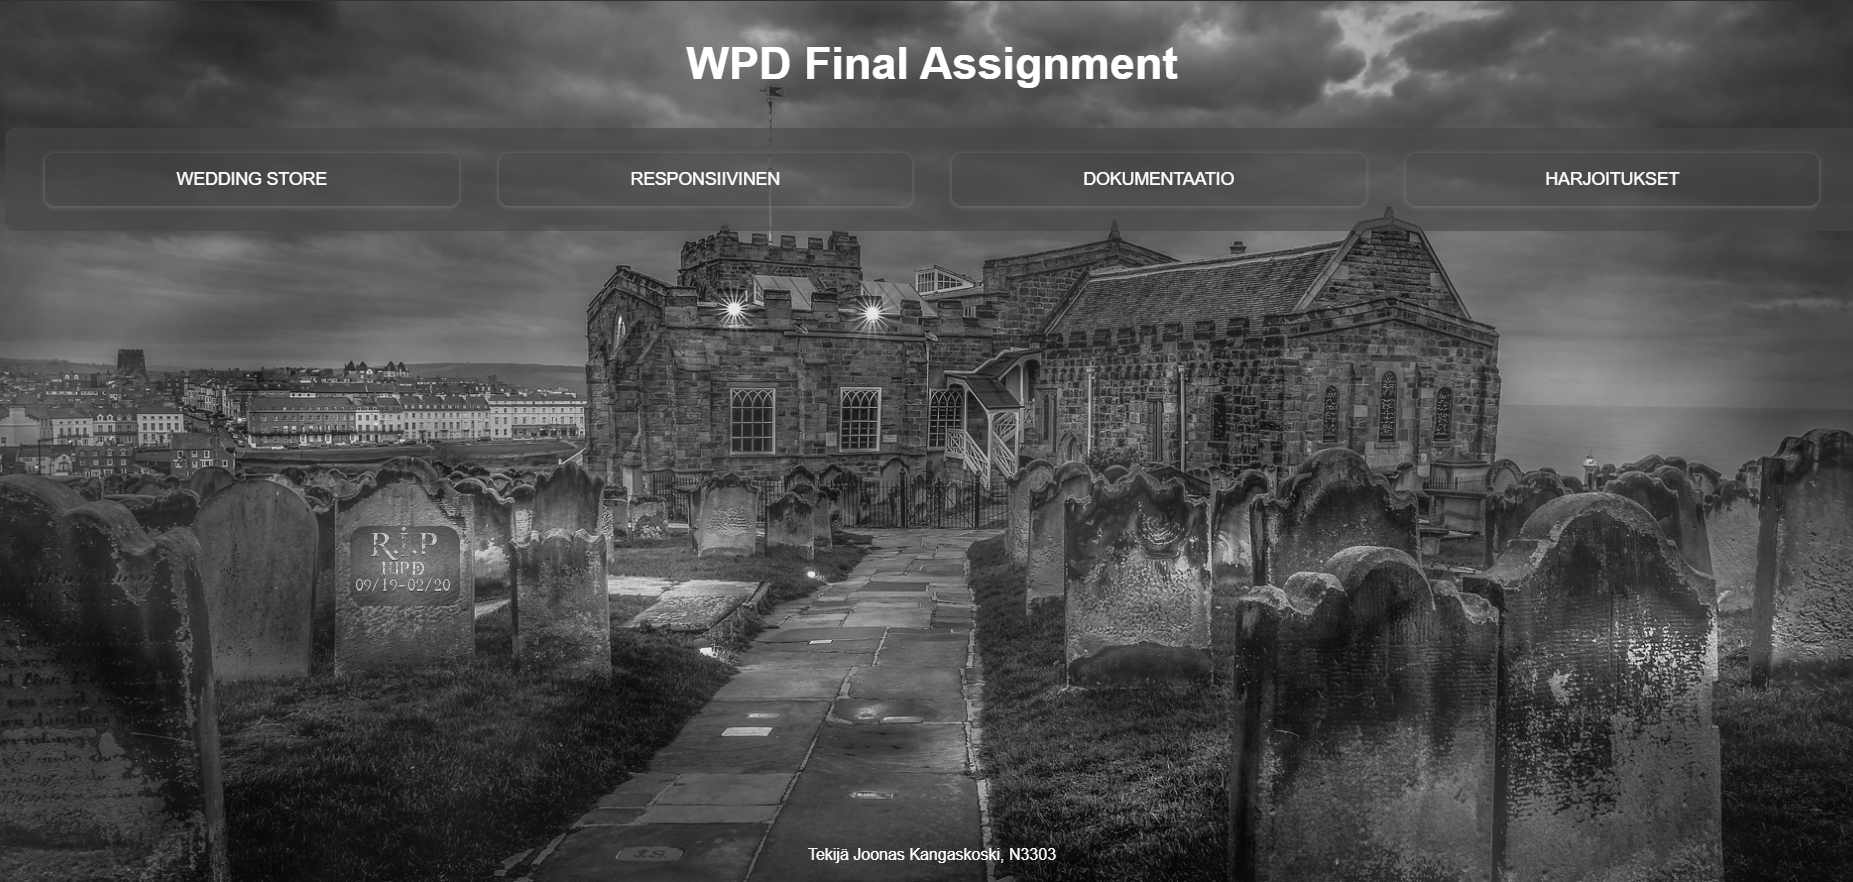 WPD Final Assignment
WEDDING STORE
RESPONSIIVINEN
DOKUMENTAATIO
HARJOITUKSET
R.I.P
WPD
09/19-02/20
J.S.
Tekijä Joonas Kangaskoski, N3303